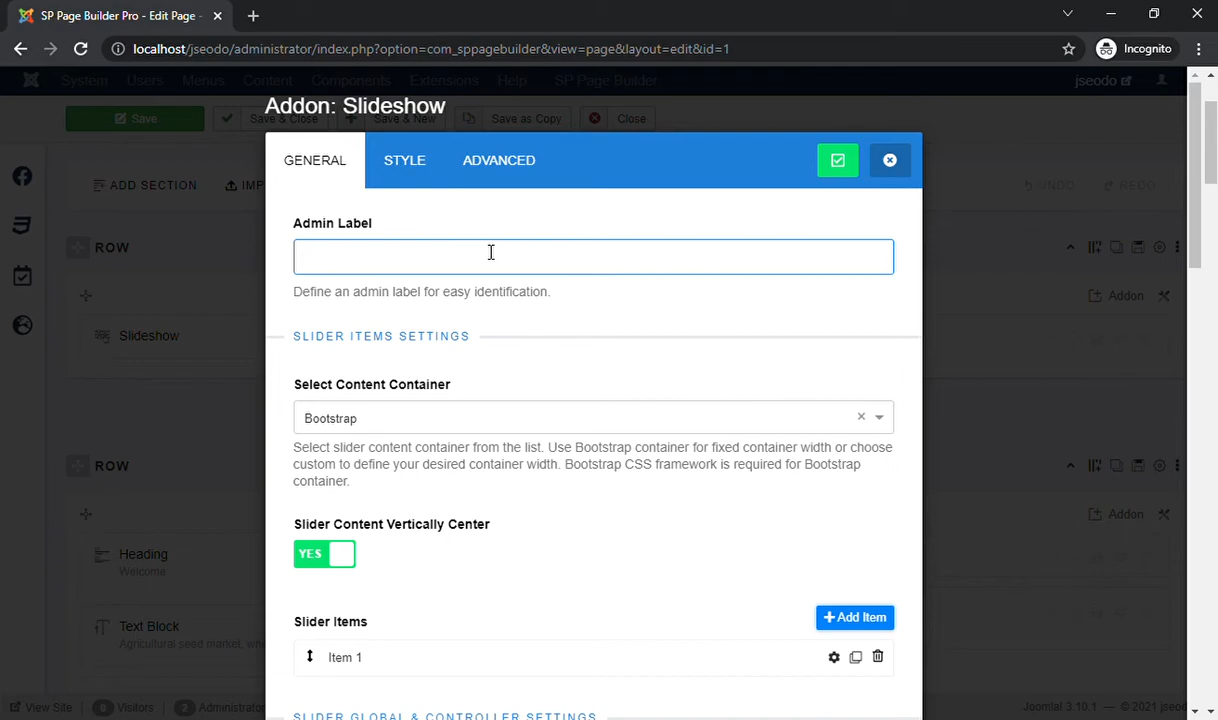 SP Page Builder Pro - Edit Page -
localhost/jseodo/administrator/index.php?option=com_sppagebuilder&view=page&layout=edit&id=1
Incognito
System Users Menus Content Components Extensions Help SP Page Builder
jseodo
Addon: Slideshow
Save
Save & Close
Save & New
Save as Copy
Close
GENERAL
STYLE
ADVANCED
ADD SECTION
UNDO
REDO
Admin Label
ROW
Define an admin label for easy identification.
Addon
Slideshow
SLIDER ITEMS SETTINGS
Select Content Container
Bootstrap
Select slider content container from the list. Use Bootstrap container for fixed container width or choose
custom to define your desired container width. Bootstrap CSS framework is required for Bootstrap
container.
ROW
Addon
Slider Content Vertically Center
YES
Heading
Welcome
Slider Items
Add Item
Text Block
Agricultural seed market,
Item 1
View Site
0 Visitors
2 Administrator
SLIDER GLOBAL & CONTROLLER SETTINGS
Joomla! 3.10.1 — © 2021 jseod